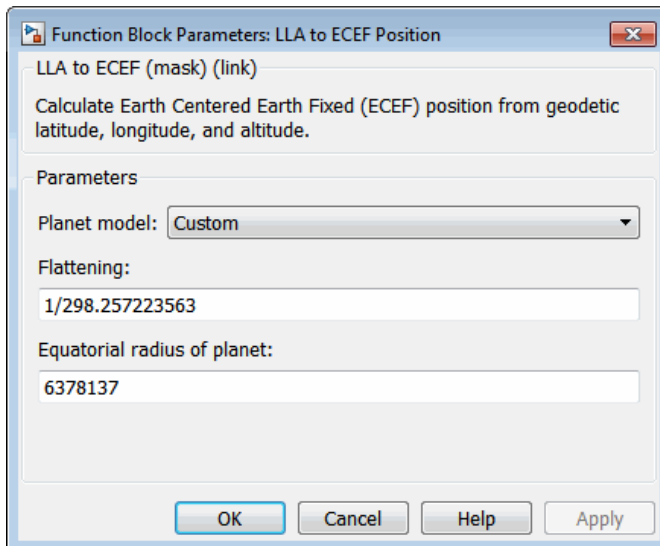 Function Block Parameters: LLA to ECEF Position
LLA to ECEF (mask) (link)
Calculate Earth Centered Earth Fixed (ECEF) position from geodetic
latitude, longitude, and altitude.
Parameters
Planet model: Custom
Flattening:
1/298.257223563
Equatorial radius of planet:
6378137
OK Cancel Help Apply